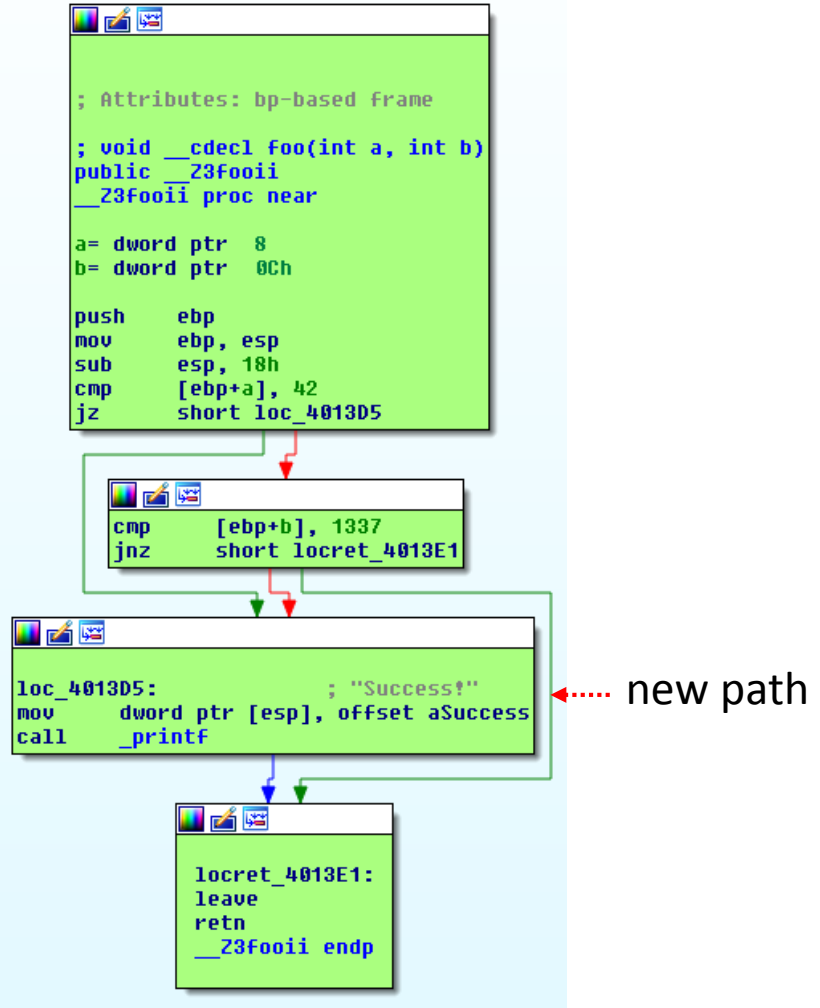 ; Attributes: bp-based frame
; void __cdecl foo(int a, int b)
public __Z3fooii
__Z3fooii proc near
a= dword ptr 8
b= dword ptr 0Ch
push ebp
mov ebp, esp
sub esp, 18h
cmp [ebp+a], 42
jz short loc_4013D5
cmp [ebp+b], 1337
jnz short locret_4013E1
loc_4013D5: ; "Success!"
mov dword ptr [esp], offset aSuccess
call _printf
new path
locret_4013E1:
leave
retn
__Z3fooii endp